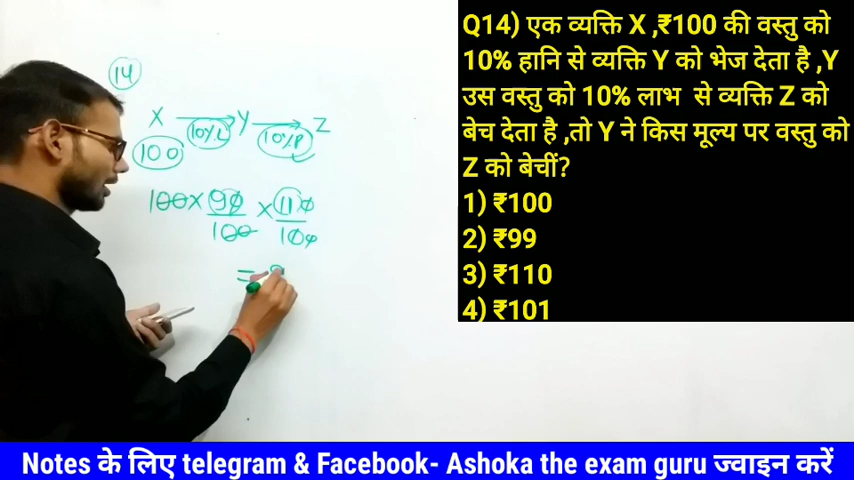 14
X 10%L Y 10%P Z
100
100 × 90/100 × 110/100
=
Q14) एक व्यक्ति X ,₹100 की वस्तु को
10% हानि से व्यक्ति Y को भेज देता है ,Y
उस वस्तु को 10% लाभ से व्यक्ति Z को
बेच देता है ,तो Y ने किस मूल्य पर वस्तु को
Z को बेचीं?
1) ₹100
2) ₹99
3) ₹110
4) ₹101
Notes के लिए telegram & Facebook- Ashoka the exam guru ज्वाइन करें